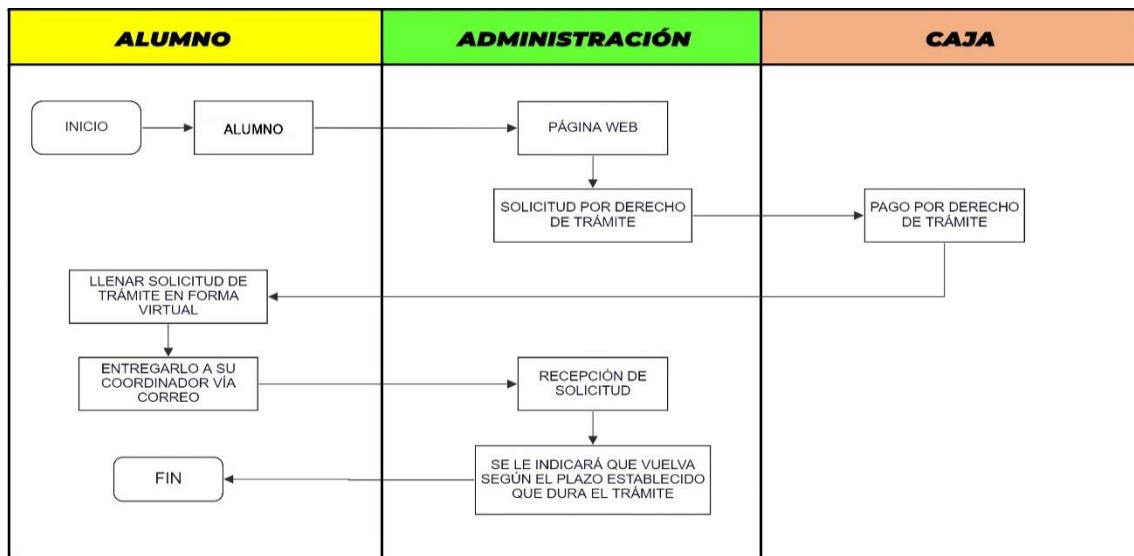 ALUMNO
ADMINISTRACIÓN
CAJA
INICIO
ALUMNO
PÁGINA WEB
SOLICITUD POR DERECHO
DE TRÁMITE
PAGO POR DERECHO
DE TRÁMITE
LLENAR SOLICITUD DE
TRÁMITE EN FORMA
VIRTUAL
ENTREGARLO A SU
COORDINADOR VÍA
CORREO
RECEPCIÓN DE
SOLICITUD
SE LE INDICARÁ QUE VUELVA
SEGÚN EL PLAZO ESTABLECIDO
QUE DURA EL TRÁMITE
FIN